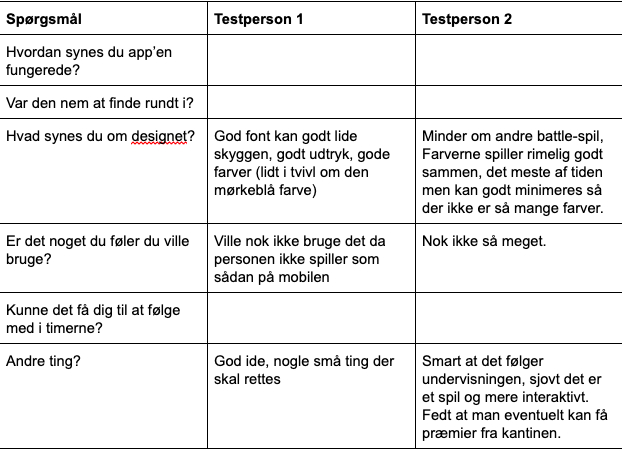 Spørgsmål
Testperson 1
Testperson 2
Hvordan synes du app'en
fungerede?
Var den nem at finde rundt i?
Hvad synes du om designet?
God font kan godt lide
skyggen, godt udtryk, gode
farver (lidt i tvivl om den
mørkeblå farve)
Minder om andre battle-spil,
Farverne spiller rimelig godt
sammen, det meste af tiden
men kan godt minimeres så
der ikke er så mange farver.
Er det noget du føler du ville
bruge?
Ville nok ikke bruge det da
personen ikke spiller som
sådan på mobilen
Nok ikke så meget.
Kunne det få dig til at følge
med i timerne?
Andre ting?
God ide, nogle små ting der
skal rettes
Smart at det følger
undervisningen, sjovt det er
et spil og mere interaktivt.
Fedt at man eventuelt kan få
præmier fra kantinen.